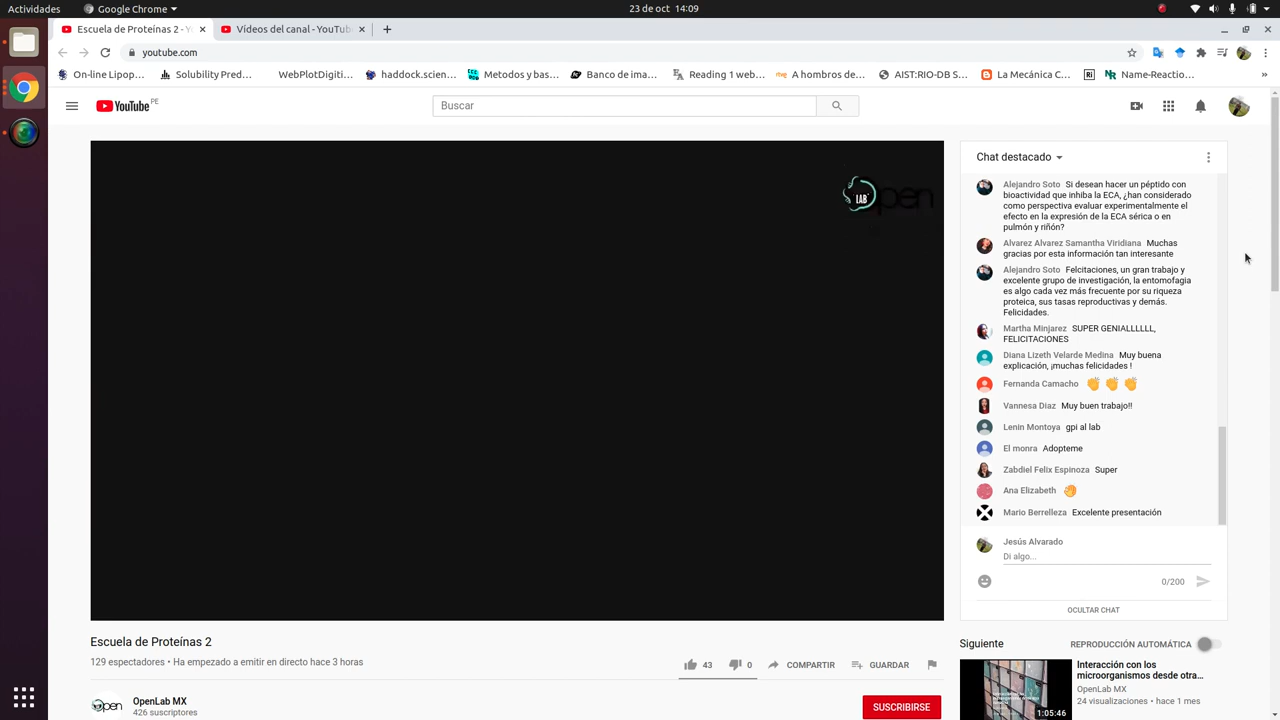 Actividades
Google Chrome
23 de oct 14:09
Escuela de Proteínas 2 -
Vídeos del canal - YouTub
youtube.com
On-line Lipop...
Solubility Pred...
WebPlotDigiti...
haddock.scien...
Metodos y bas...
Banco de ima...
Reading 1 web...
A hombros de...
AIST:RIO-DB S...
La Mecánica C...
Name-Reactio...
»
YouTube PE
Buscar
LAB Open
Chat destacado
Alejandro Soto Si desean hacer un péptido con
bioactividad que inhiba la ECA, ¿han considerado
como perspectiva evaluar experimentalmente el
efecto en la expresión de la ECA sérica o en
pulmón y riñón?
Alvarez Alvarez Samantha Viridiana Muchas
gracias por esta información tan interesante
Alejandro Soto Felcitaciones, un gran trabajo y
excelente grupo de investigación, la entomofagia
es algo cada vez más frecuente por su riqueza
proteica, sus tasas reproductivas y demás.
Felicidades.
Martha Minjarez SUPER GENIALLLLLL,
FELICITACIONES
Diana Lizeth Velarde Medina Muy buena
explicación, ¡muchas felicidades !
Fernanda Camacho 👏 👏 👏
Vannesa Diaz Muy buen trabajo!!
Lenin Montoya gpi al lab
El monra Adopteme
Zabdiel Felix Espinoza Super
Ana Elizabeth 👏
Mario Berrelleza Excelente presentación
Jesús Alvarado
Di algo...
0/200
OCULTAR CHAT
Escuela de Proteínas 2
129 espectadores • Ha empezado a emitir en directo hace 3 horas
43
0
COMPARTIR
GUARDAR
Open
OpenLab MX
426 suscriptores
SUSCRIBIRSE
Siguiente
REPRODUCCIÓN AUTOMÁTICA
1:05:46
Interacción con los
microorganismos desde otra...
OpenLab MX
24 visualizaciones • hace 1 mes